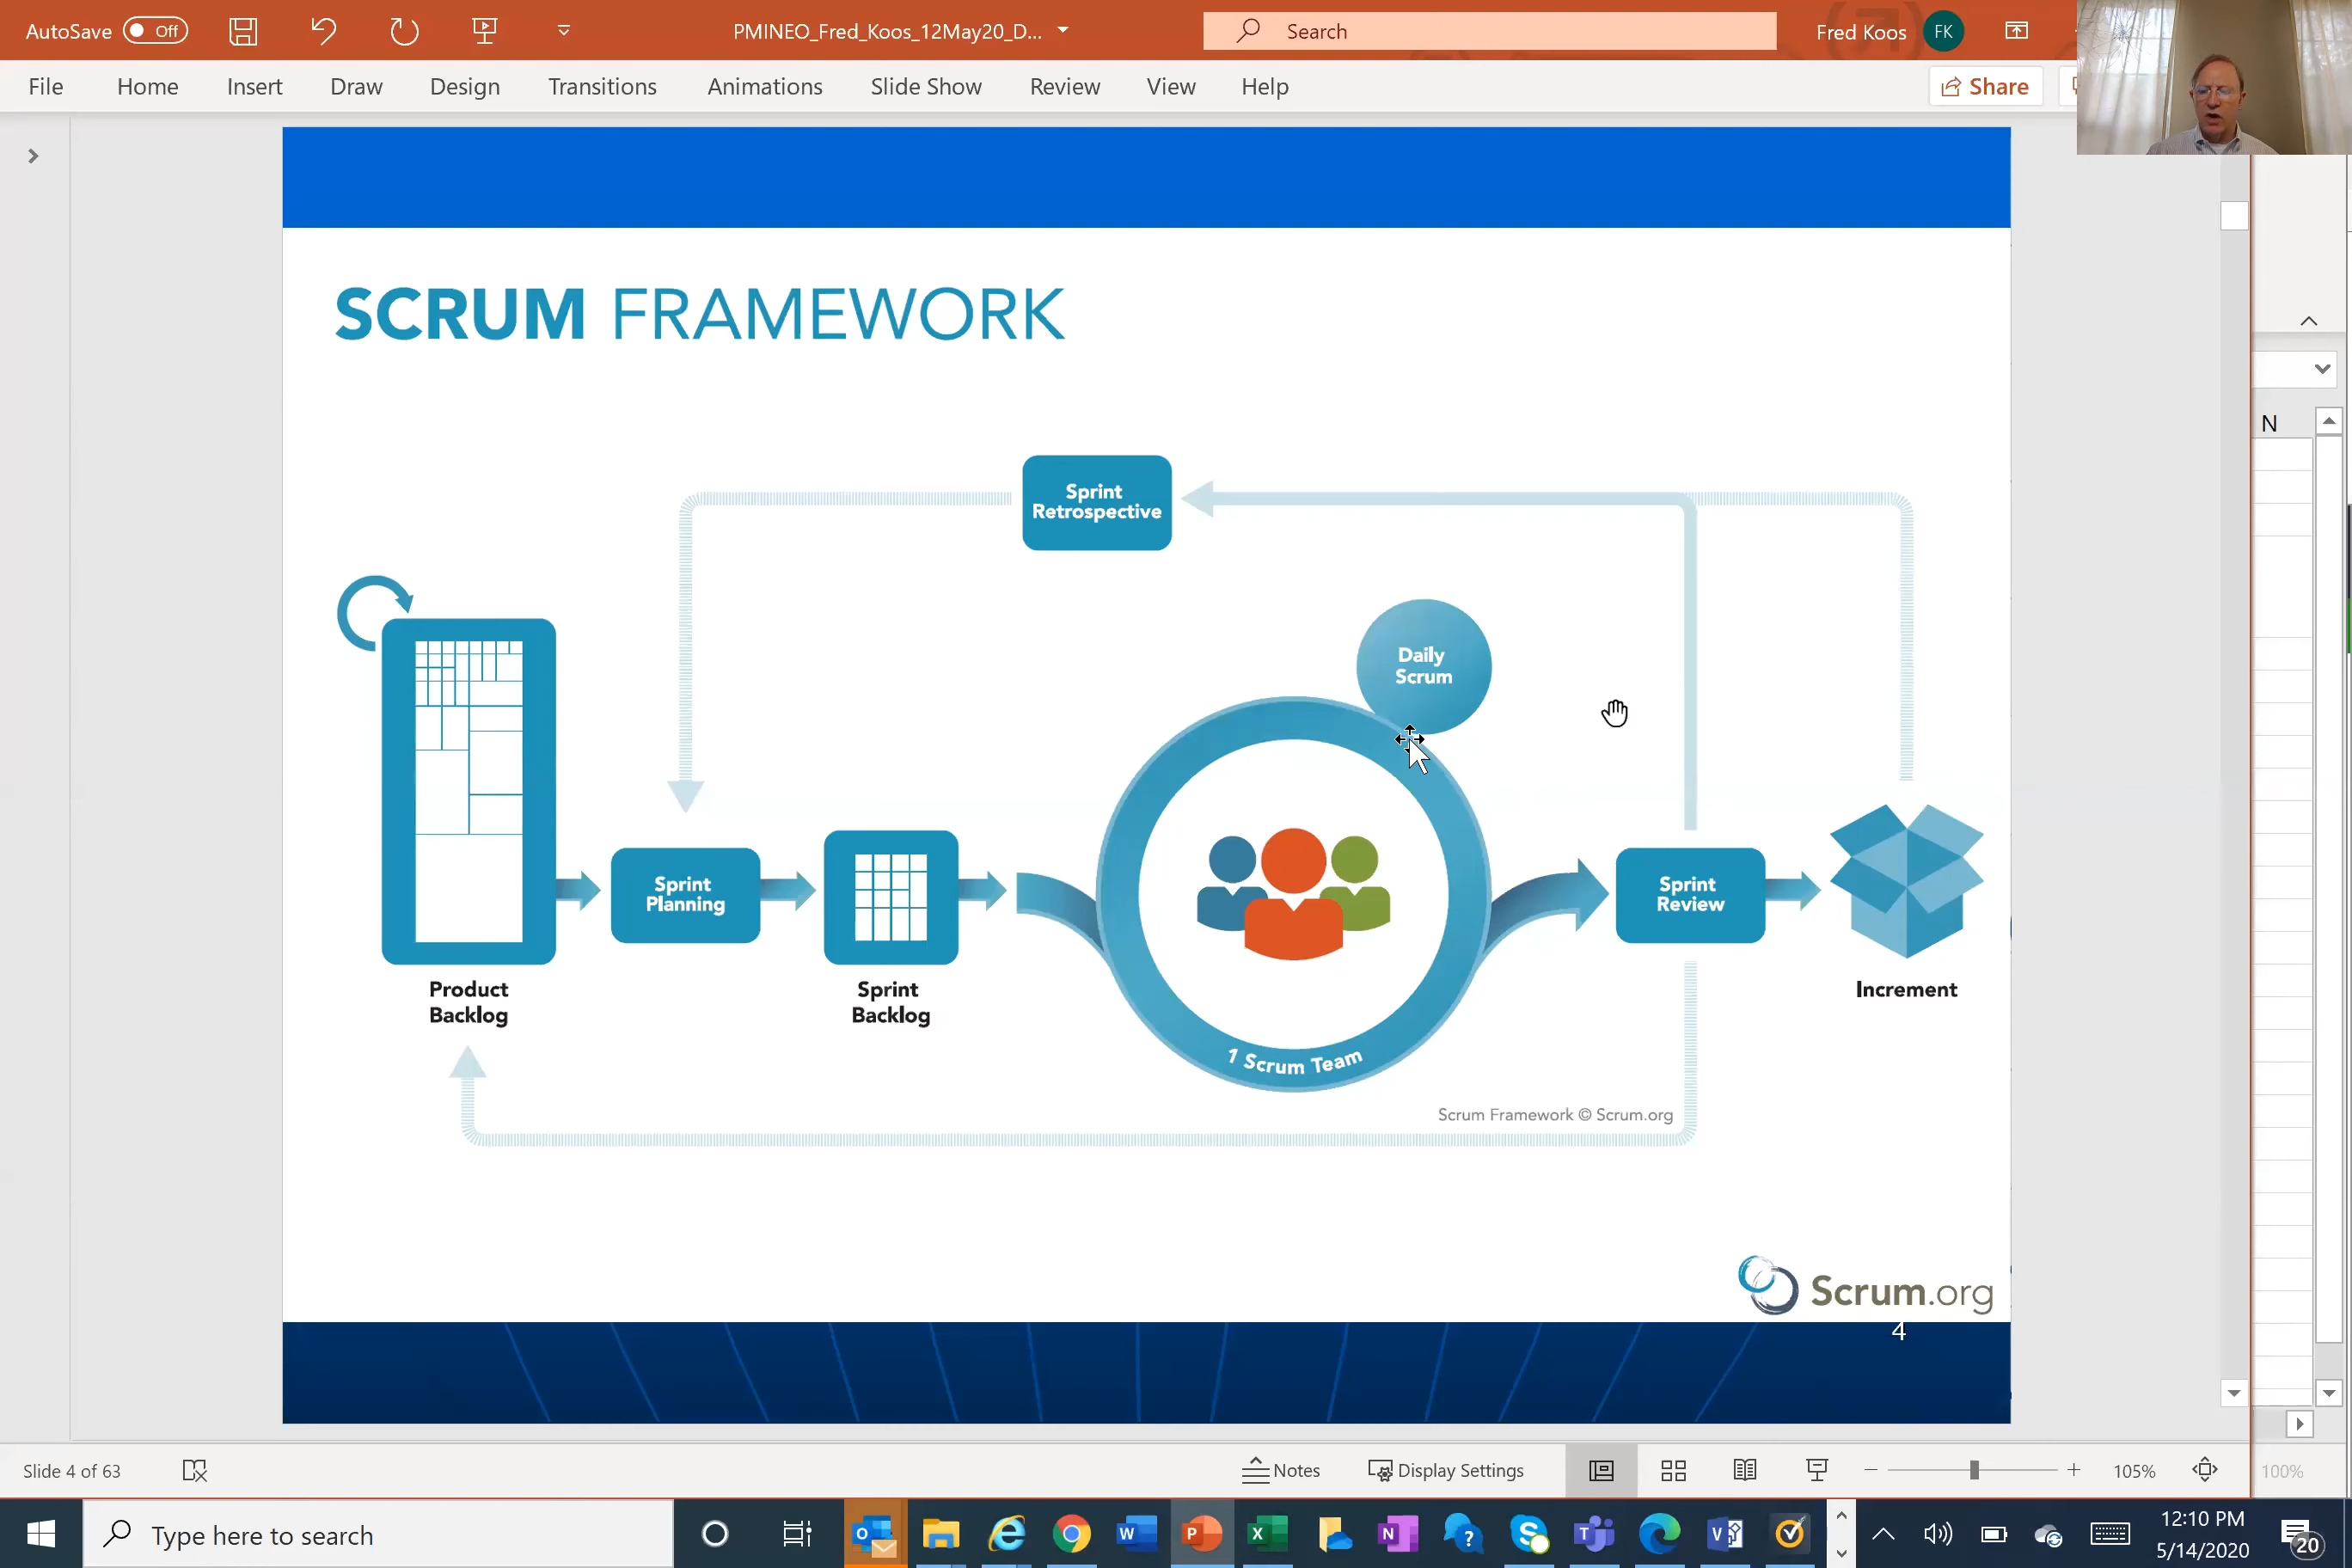 AutoSave Off
PMINEO_Fred_Koos_12May20_D...
Search
Fred Koos FK
File Home Insert Draw Design Transitions Animations Slide Show Review View Help
Share
SCRUM FRAMEWORK
Sprint
Retrospective
Daily
Scrum
Sprint
Planning
Sprint
Review
Product
Backlog
Sprint
Backlog
1 Scrum Team
Increment
Scrum Framework © Scrum.org
Scrum.org
4
N
Slide 4 of 63
Notes
Display Settings
105%
100%
Type here to search
12:10 PM
5/14/2020
20